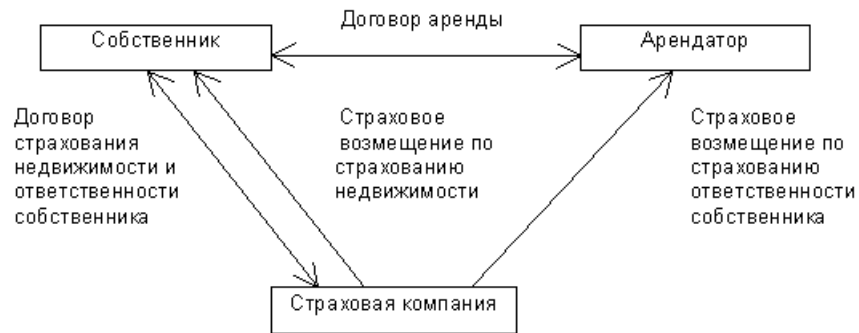 Договор аренды
Собственник
Арендатор
Договор
страхования
недвижимости и
ответственности
собственника
Страховое
возмещение по
страхованию
недвижимости
Страховое
возмещение по
страхованию
ответственности
собственника
Страховая компания